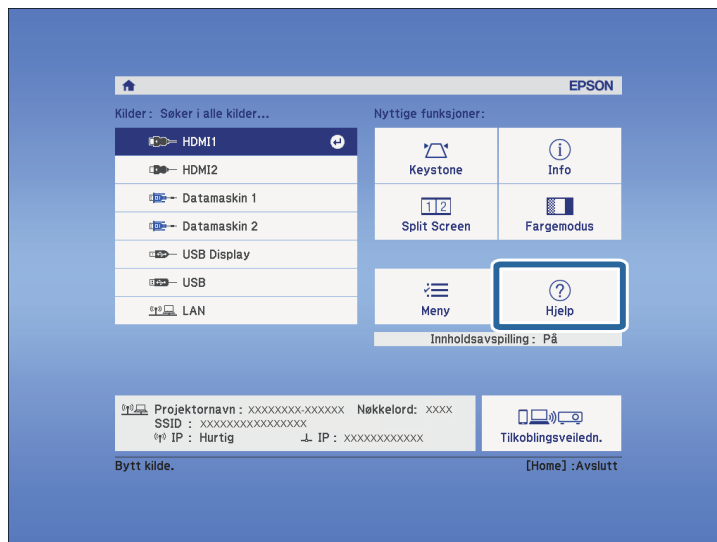 EPSON
Kilder : Søker i alle kilder...
Nyttige funksjoner:
HDMI1
HDMI2
Datamaskin 1
Datamaskin 2
USB Display
USB
LAN
Keystone
Info
1 2
Split Screen
Fargemodus
Meny
Hjelp
Innholdsavspilling : På
Projektornavn : XXXXXXXX-XXXXXX Nøkkelord: XXXX
SSID : XXXXXXXXXXXXXXXX
IP : Hurtig IP : XXXXXXXXXXXX
Tilkoblingsveiledn.
Bytt kilde.
[Home] :Avslutt